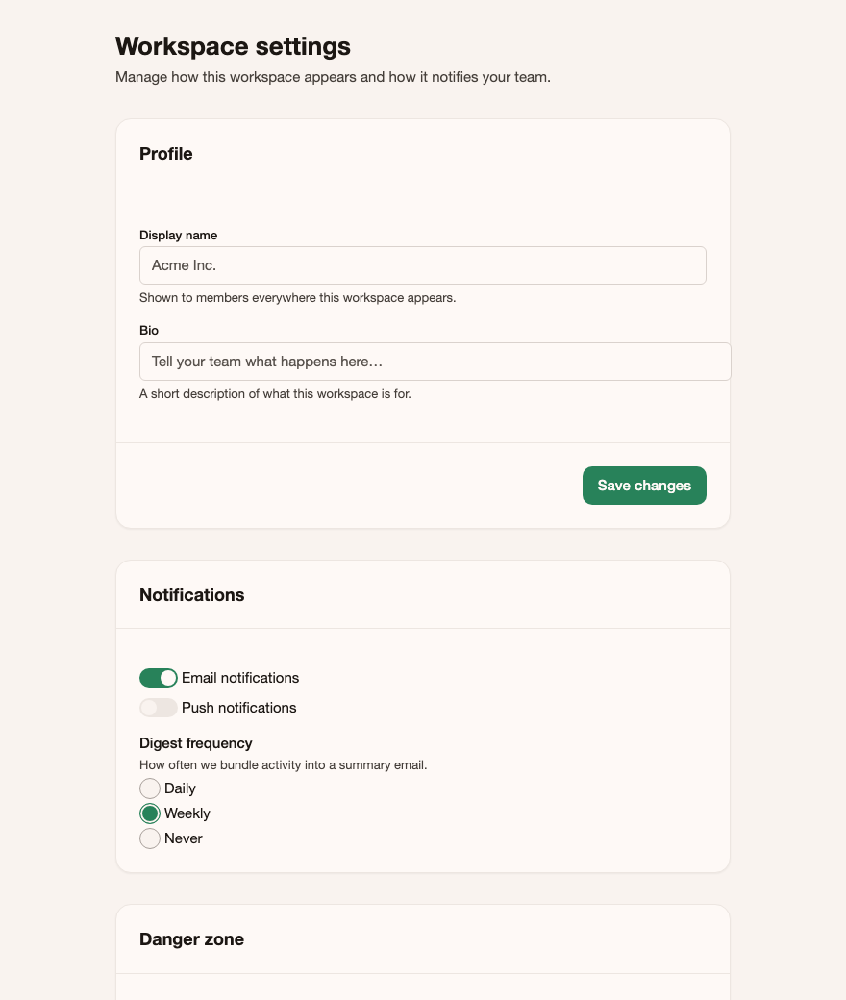 Workspace settings
Manage how this workspace appears and how it notifies your team.
Profile
Display name
Acme Inc.
Shown to members everywhere this workspace appears.
Bio
Tell your team what happens here…
A short description of what this workspace is for.
Save changes
Notifications
Email notifications
Push notifications
Digest frequency
How often we bundle activity into a summary email.
Daily
Weekly
Never
Danger zone